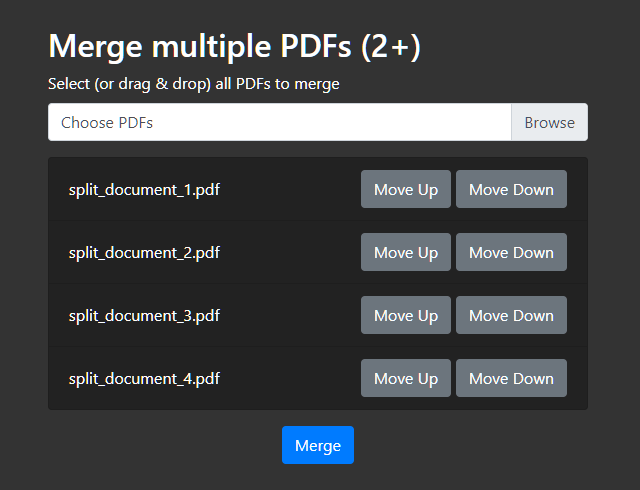 Merge multiple PDFs (2+)
Select (or drag & drop) all PDFs to merge
Choose PDFs Browse
split_document_1.pdf Move Up Move Down
split_document_2.pdf Move Up Move Down
split_document_3.pdf Move Up Move Down
split_document_4.pdf Move Up Move Down
Merge